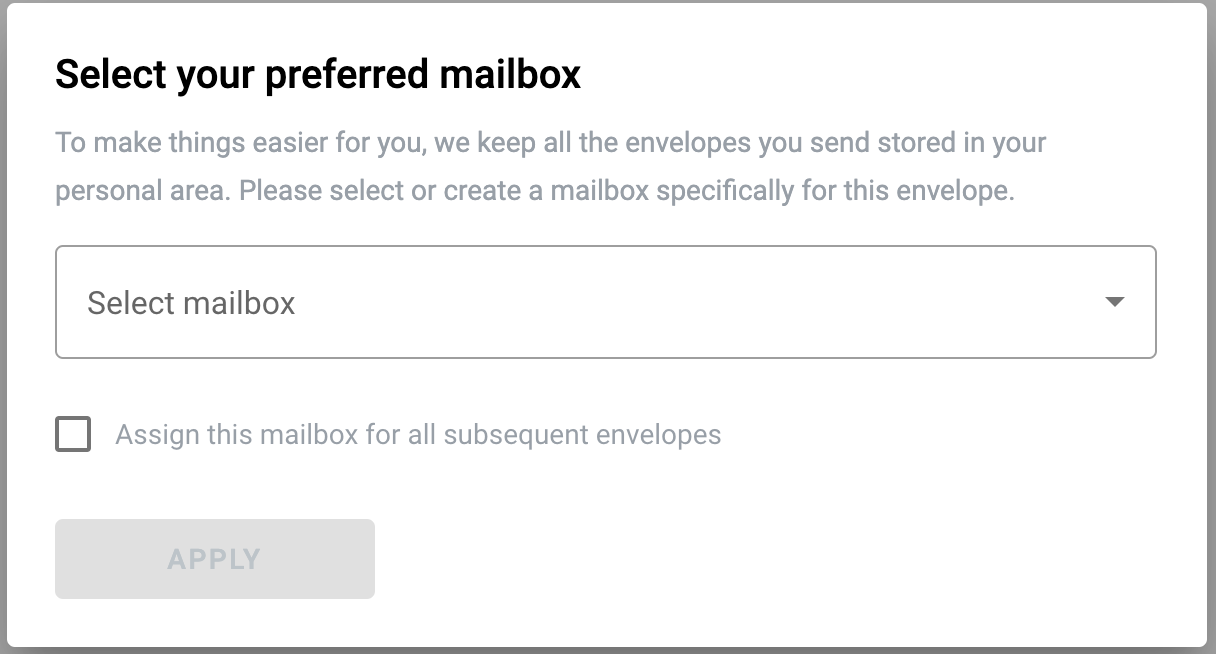 Select your preferred mailbox
To make things easier for you, we keep all the envelopes you send stored in your
personal area. Please select or create a mailbox specifically for this envelope.
Select mailbox
Assign this mailbox for all subsequent envelopes
APPLY